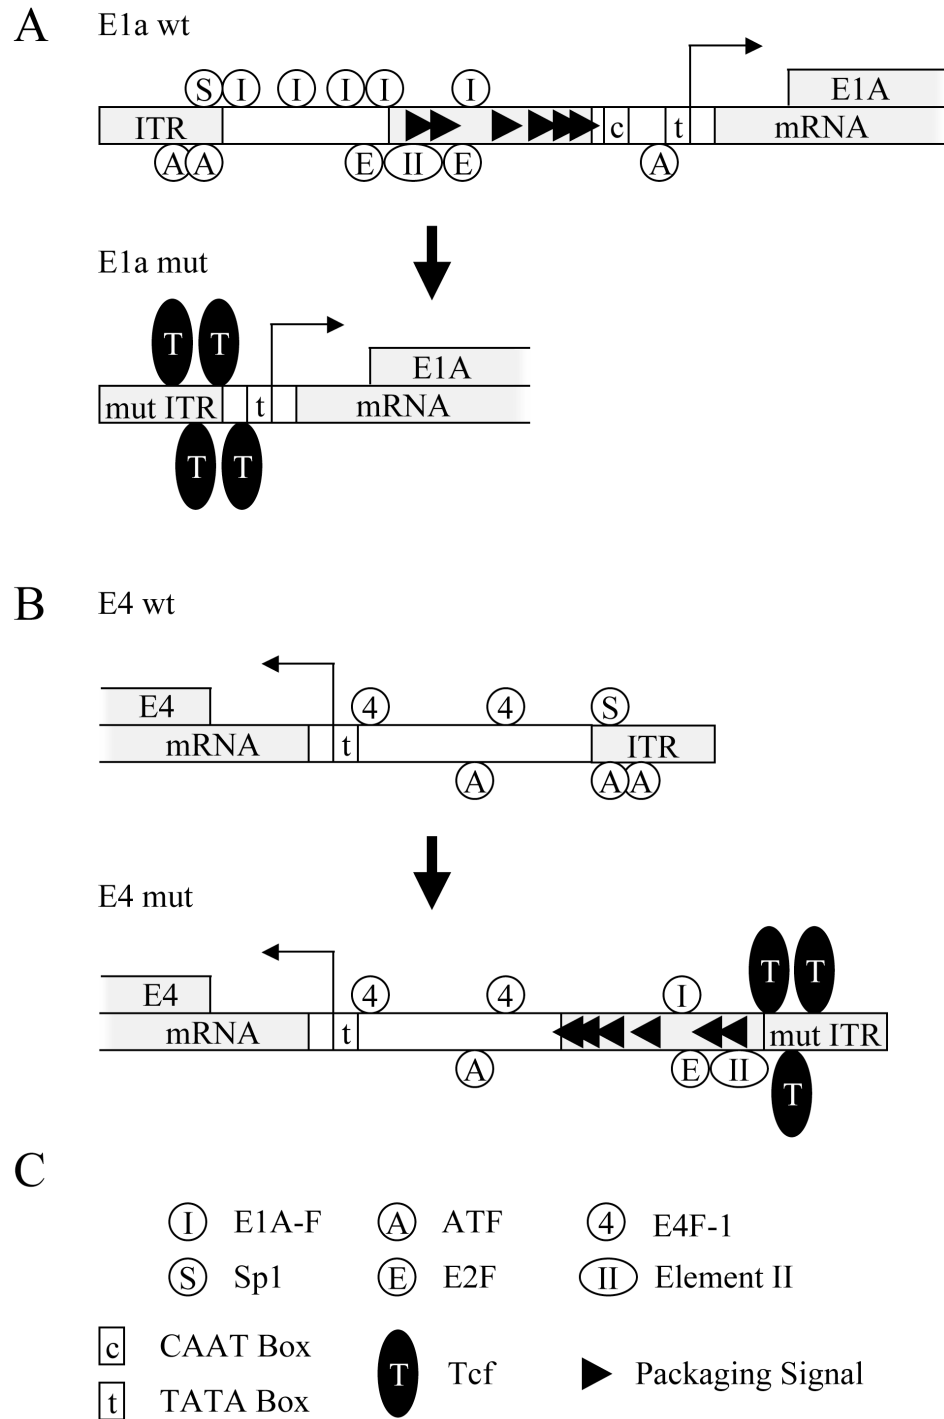 A
E1a wt
S I I I I I
E1A
ITR c t mRNA
A A E II E A
E1a mut
T T
E1A
mut ITR t mRNA
T T
B
E4 wt
E4 4 4 S
mRNA t ITR
A A A
E4 mut
T T
E4 4 4 I
mRNA t mut ITR
A E II
T
C
I E1A-F A ATF 4 E4F-1
S Sp1 E E2F II Element II
c CAAT Box
T Tcf Packaging Signal
t TATA Box